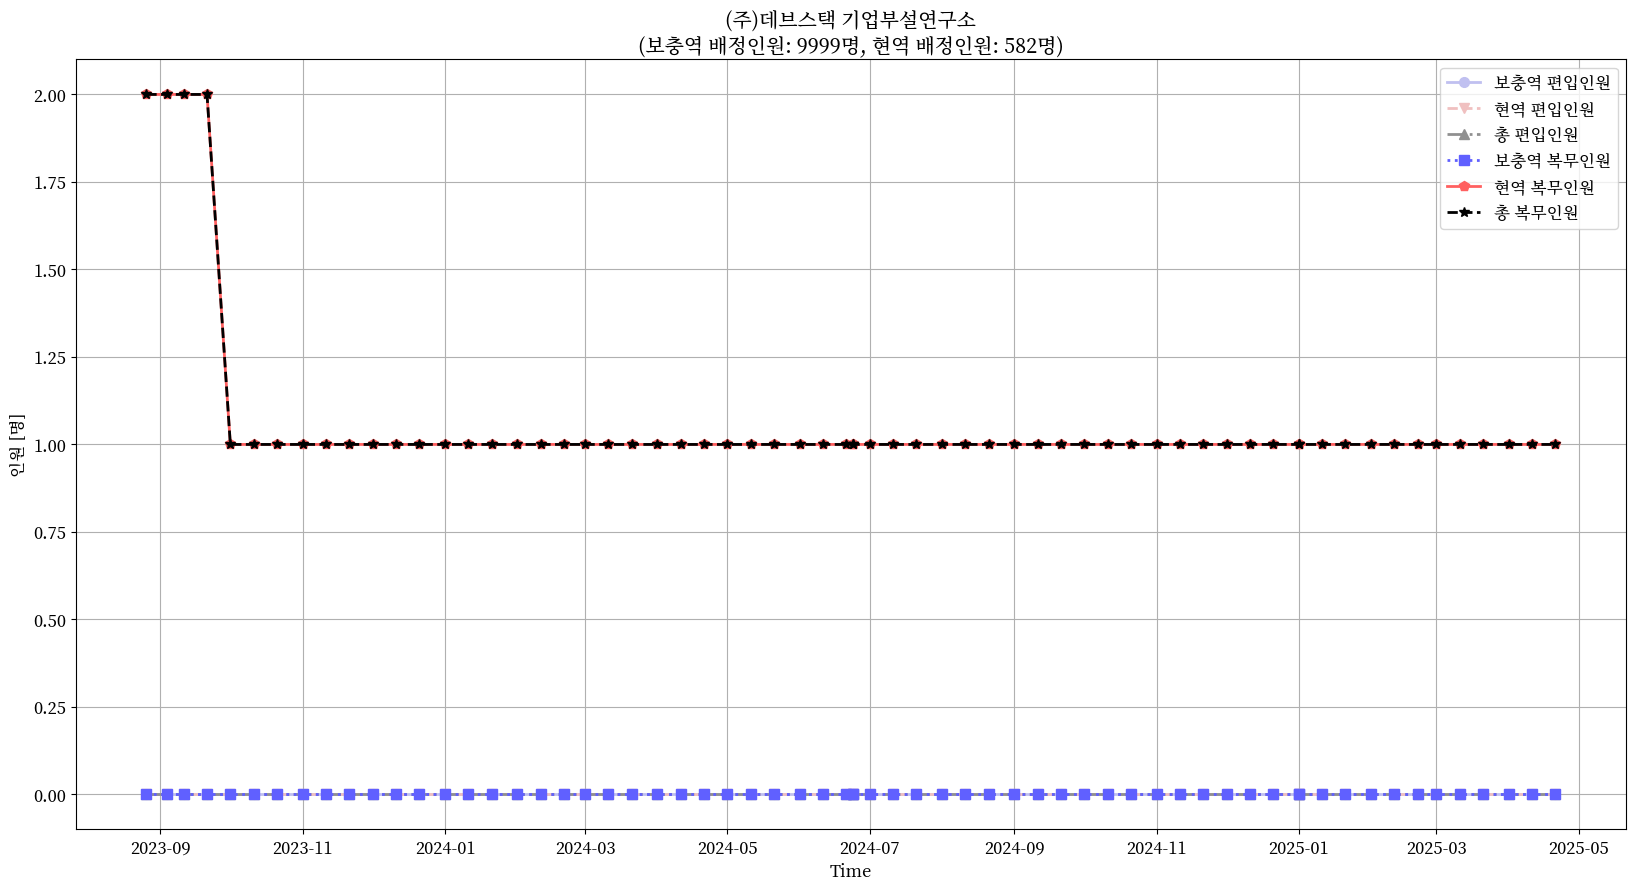 (주)데브스택 기업부설연구소
(보충역 배정인원: 9999명, 현역 배정인원: 582명)
보충역 편입인원
현역 편입인원
총 편입인원
보충역 복무인원
현역 복무인원
총 복무인원
2.00
1.75
1.50
1.25
1.00
0.75
0.50
0.25
0.00
인원 [명]
2023-09 2023-11 2024-01 2024-03 2024-05 2024-07 2024-09 2024-11 2025-01 2025-03 2025-05
Time